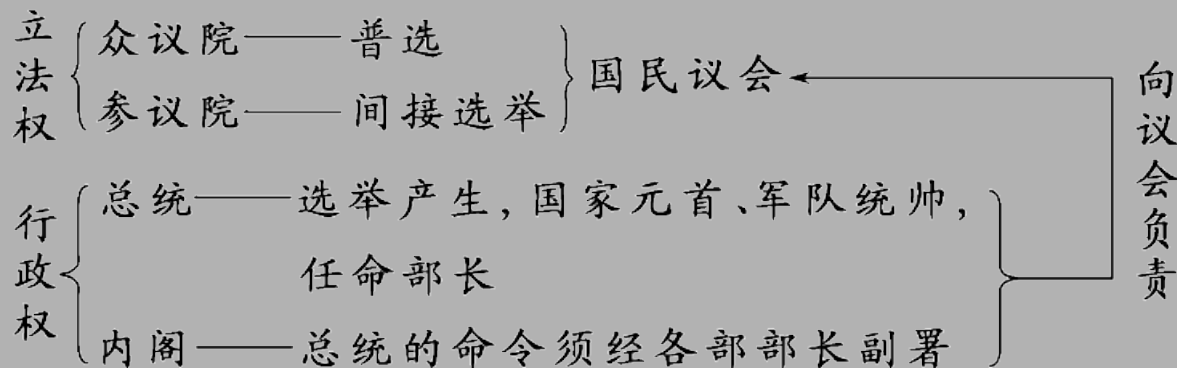 立法权
众议院——普选
参议院——间接选举
国民议会
向议会负责
行政权
总统——选举产生,国家元首、军队统帅,
任命部长
内阁——总统的命令须经各部部长副署